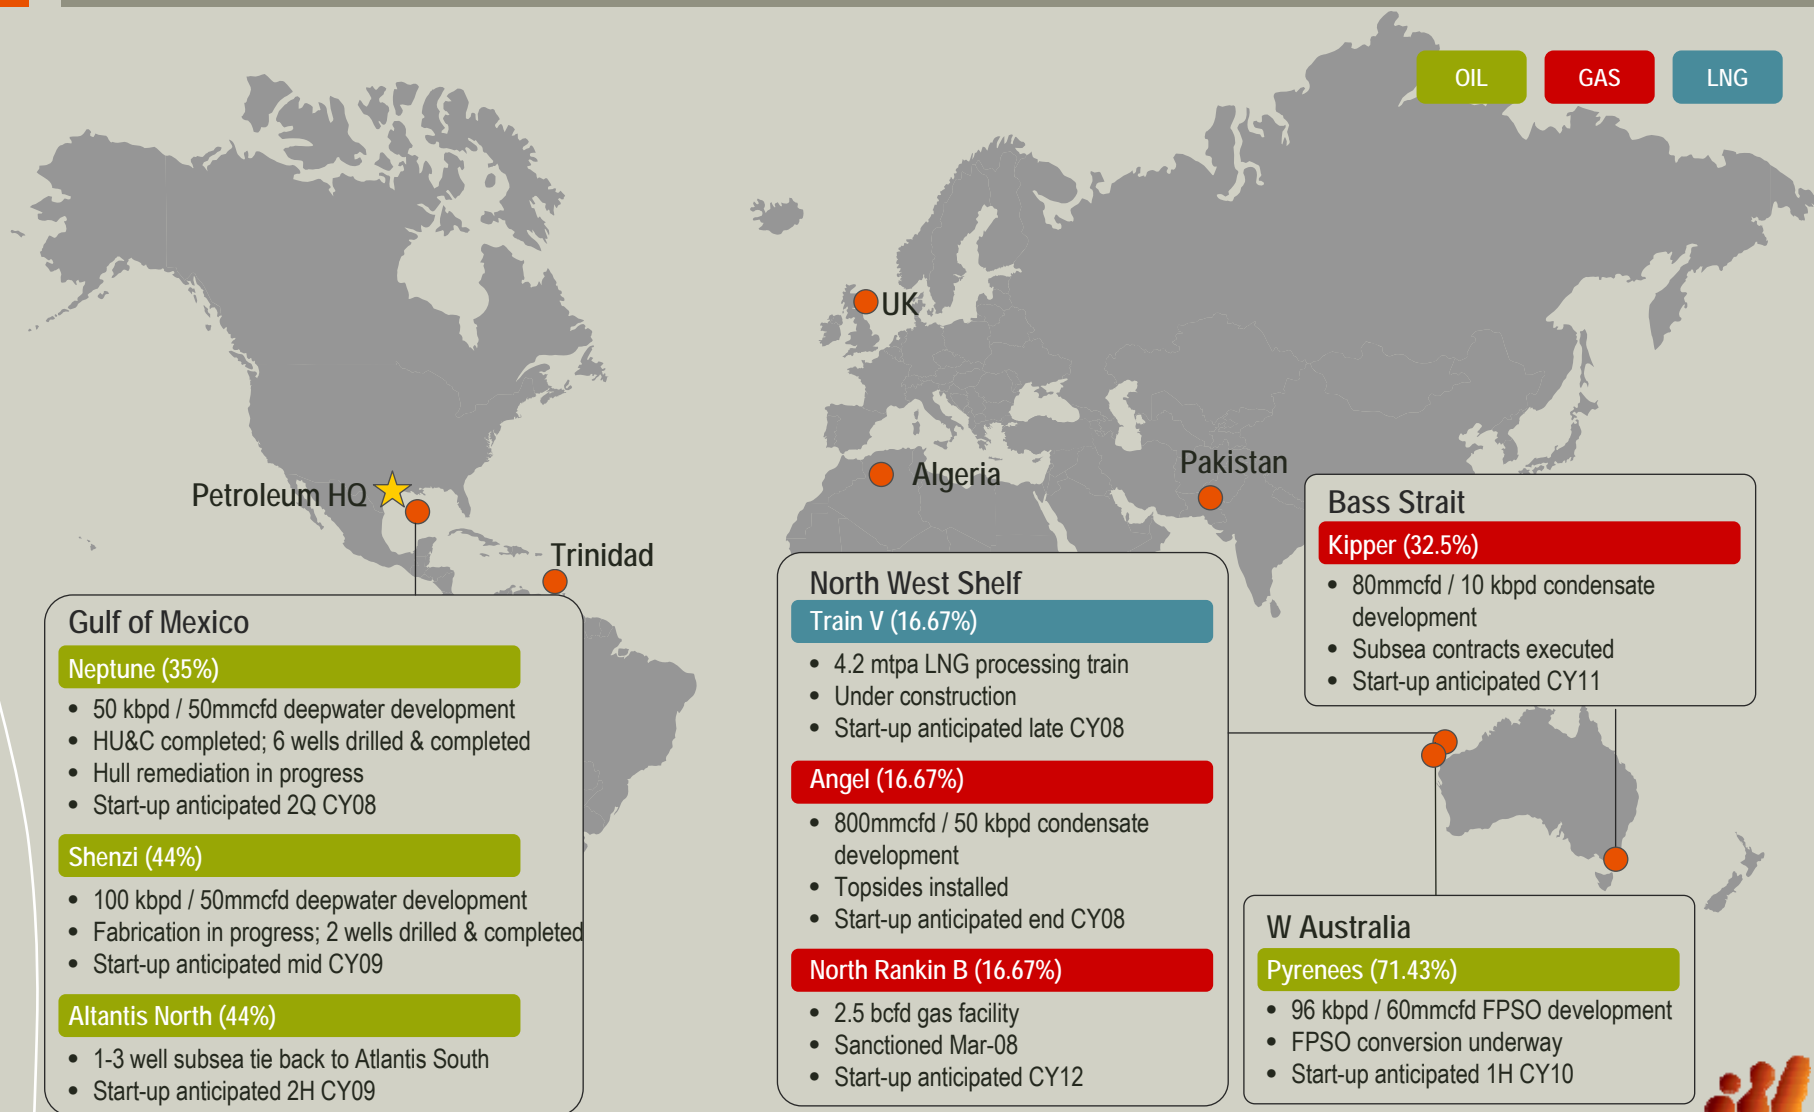 OIL
GAS
LNG
UK
Algeria
Pakistan
Petroleum HQ
Trinidad
Gulf of Mexico
Neptune (35%)
• 50 kbpd / 50mmcfd deepwater development
• HU&C completed; 6 wells drilled & completed
• Hull remediation in progress
• Start-up anticipated 2Q CY08
Shenzi (44%)
• 100 kbpd / 50mmcfd deepwater development
• Fabrication in progress; 2 wells drilled & completed
• Start-up anticipated mid CY09
Altantis North (44%)
• 1-3 well subsea tie back to Atlantis South
• Start-up anticipated 2H CY09
North West Shelf
Train V (16.67%)
• 4.2 mtpa LNG processing train
• Under construction
• Start-up anticipated late CY08
Angel (16.67%)
• 800mmcfd / 50 kbpd condensate
development
• Topsides installed
• Start-up anticipated end CY08
North Rankin B (16.67%)
• 2.5 bcfd gas facility
• Sanctioned Mar-08
• Start-up anticipated CY12
Bass Strait
Kipper (32.5%)
• 80mmcfd / 10 kbpd condensate
development
• Subsea contracts executed
• Start-up anticipated CY11
W Australia
Pyrenees (71.43%)
• 96 kbpd / 60mmcfd FPSO development
• FPSO conversion underway
• Start-up anticipated 1H CY10